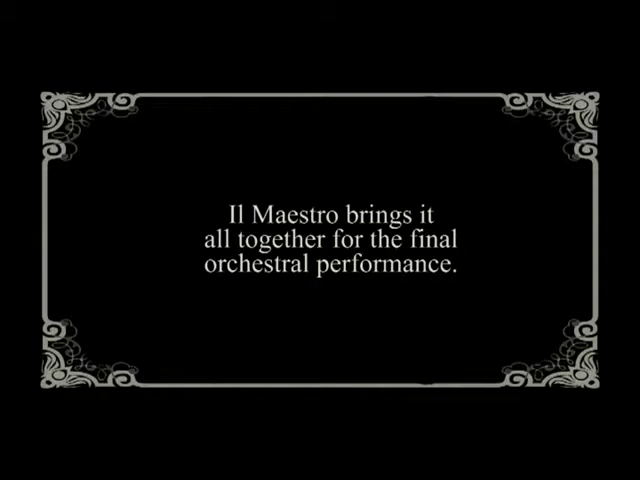 Il Maestro brings it
all together for the final
orchestral performance.